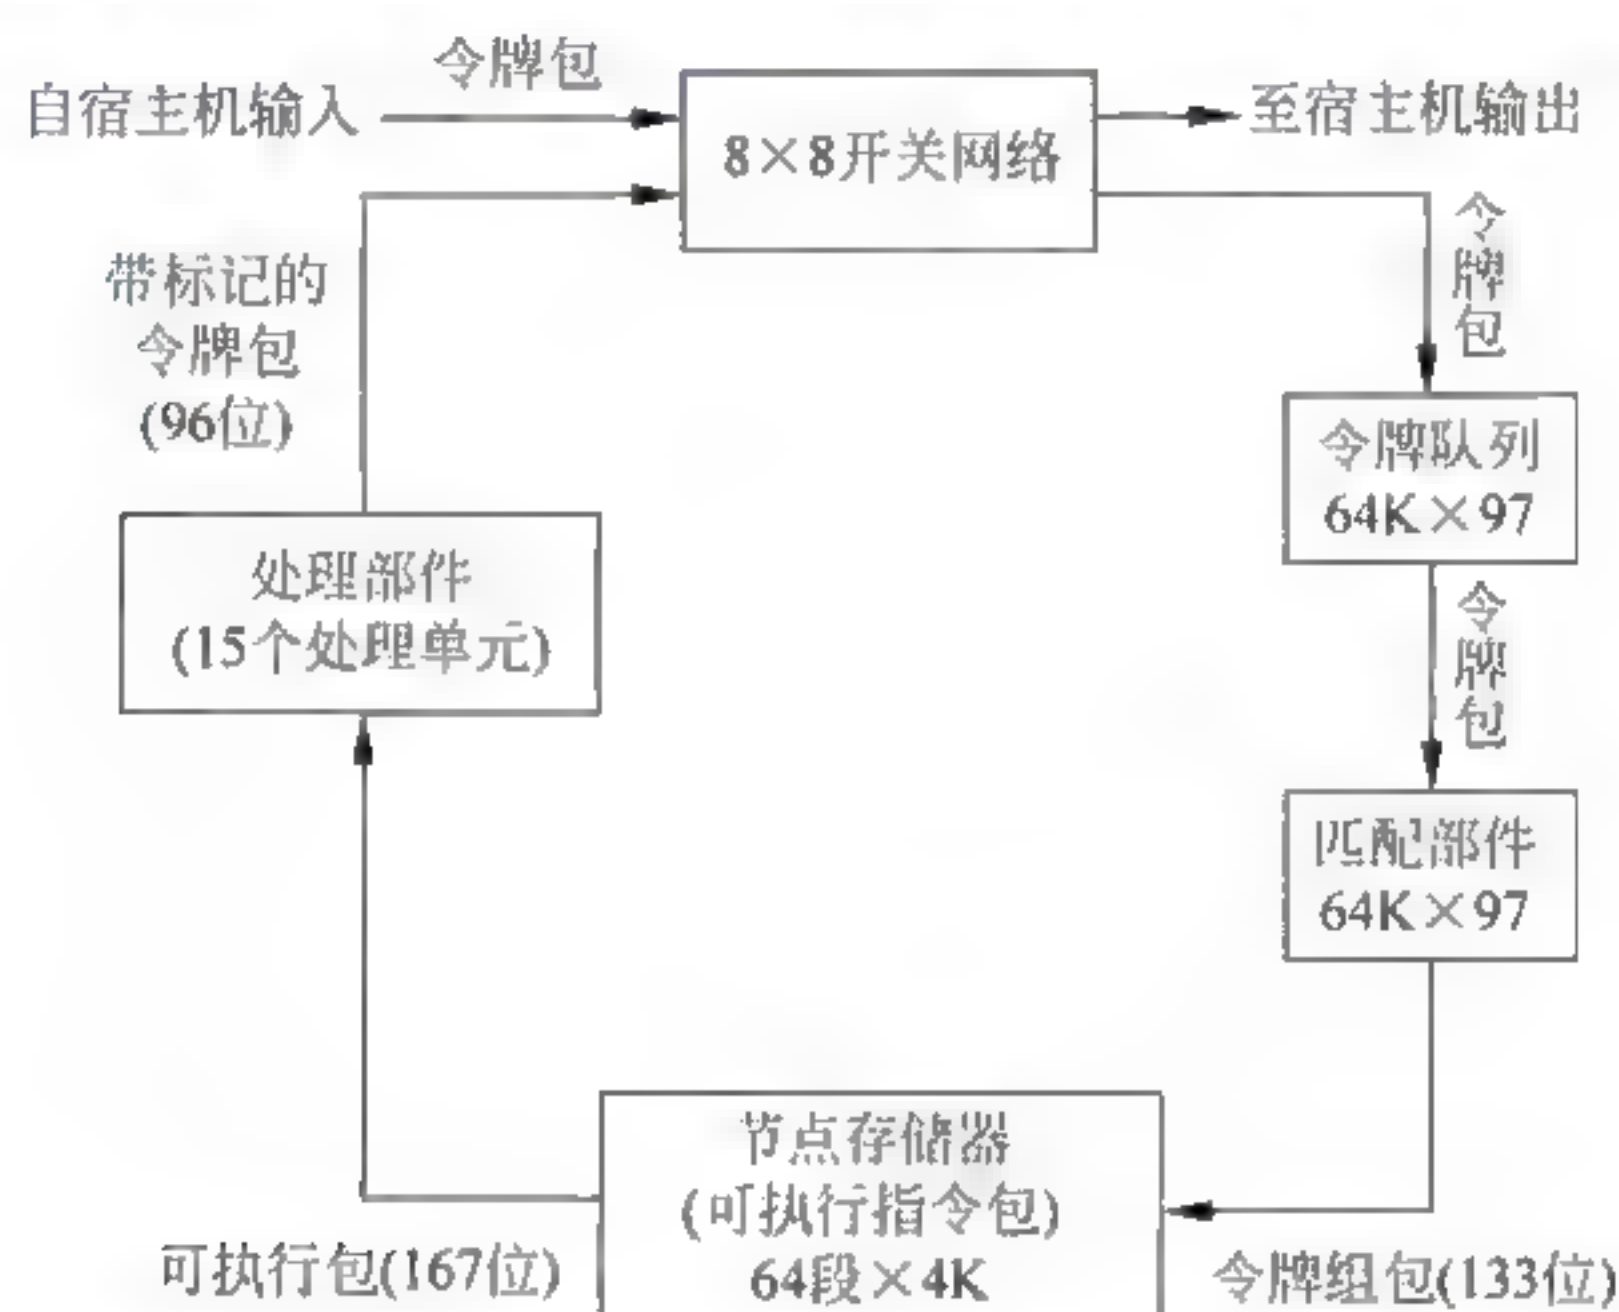 令牌包
自宿主机输入
8×8开关网络
至宿主机输出
令牌包
带标记的
令牌包
(96位)
令牌队列
64K×97
处理部件
(15个处理单元)
令牌包
匹配部件
64K×97
节点存储器
(可执行指令包)
64段×4K
可执行包(167位)
令牌组包(133位)